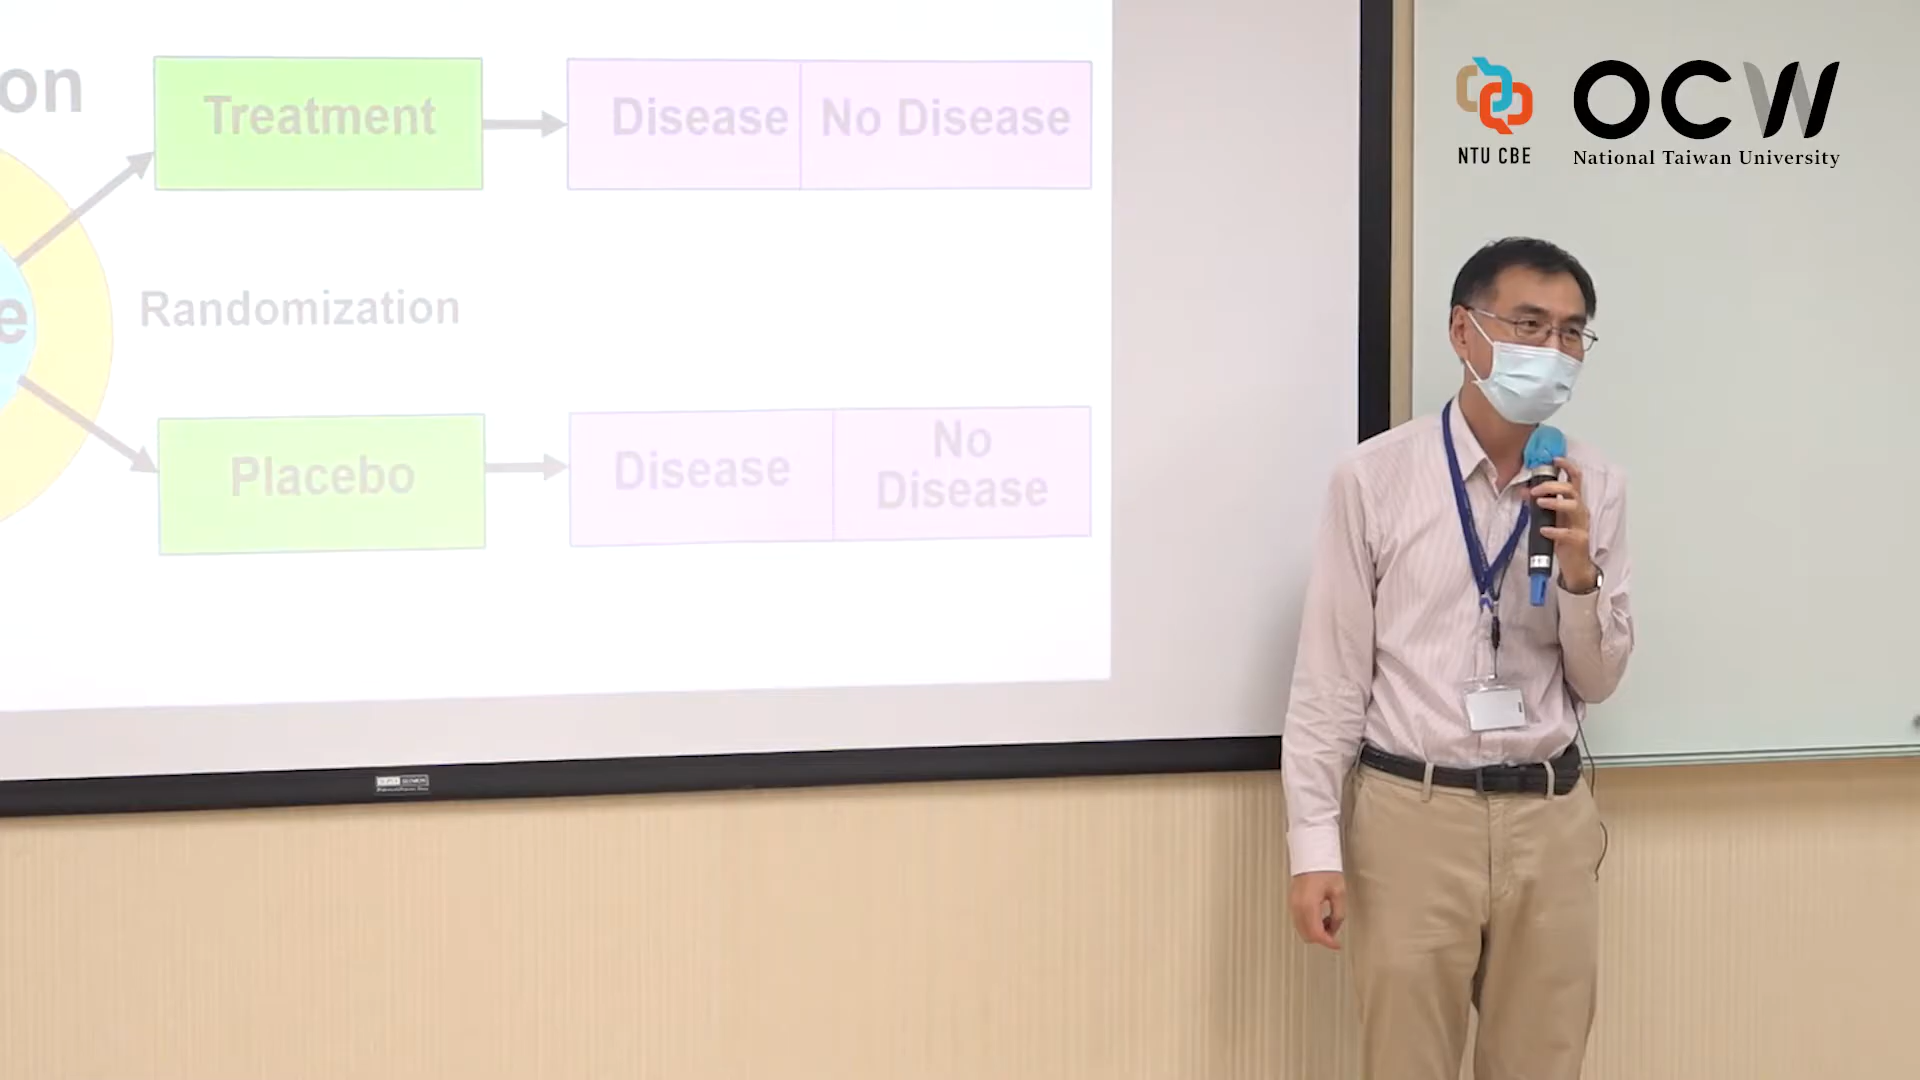 on
Treatment
Disease
No Disease
e
Randomization
Placebo
Disease
No
Disease
NTU CBE
OCW
National Taiwan University